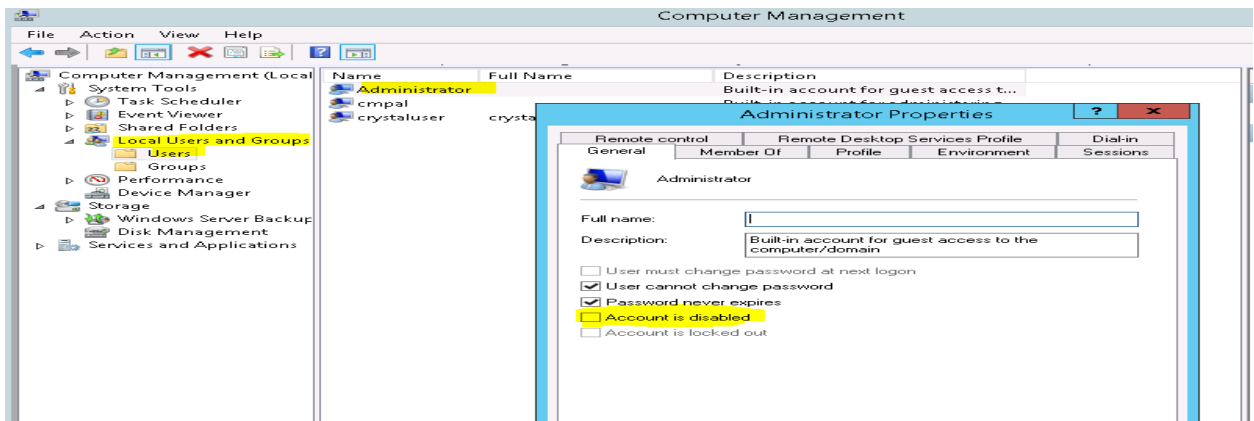 Computer Management
File Action View Help
Computer Management (Local
System Tools
Task Scheduler
Event Viewer
Shared Folders
Local Users and Groups
Users
Groups
Performance
Device Manager
Storage
Windows Server Backup
Disk Management
Services and Applications
Name Full Name Description
Administrator Built-in account for guest access t...
cmpal
crystaluser crysta
Administrator Properties ? ×
Remote control Remote Desktop Services Profile Dial-in
General Member Of Profile Environment Sessions
Administrator
Full name:
Description: Built-in account for guest access to the
computer/domain
User must change password at next logon
User cannot change password
Password never expires
Account is disabled
Account is locked out